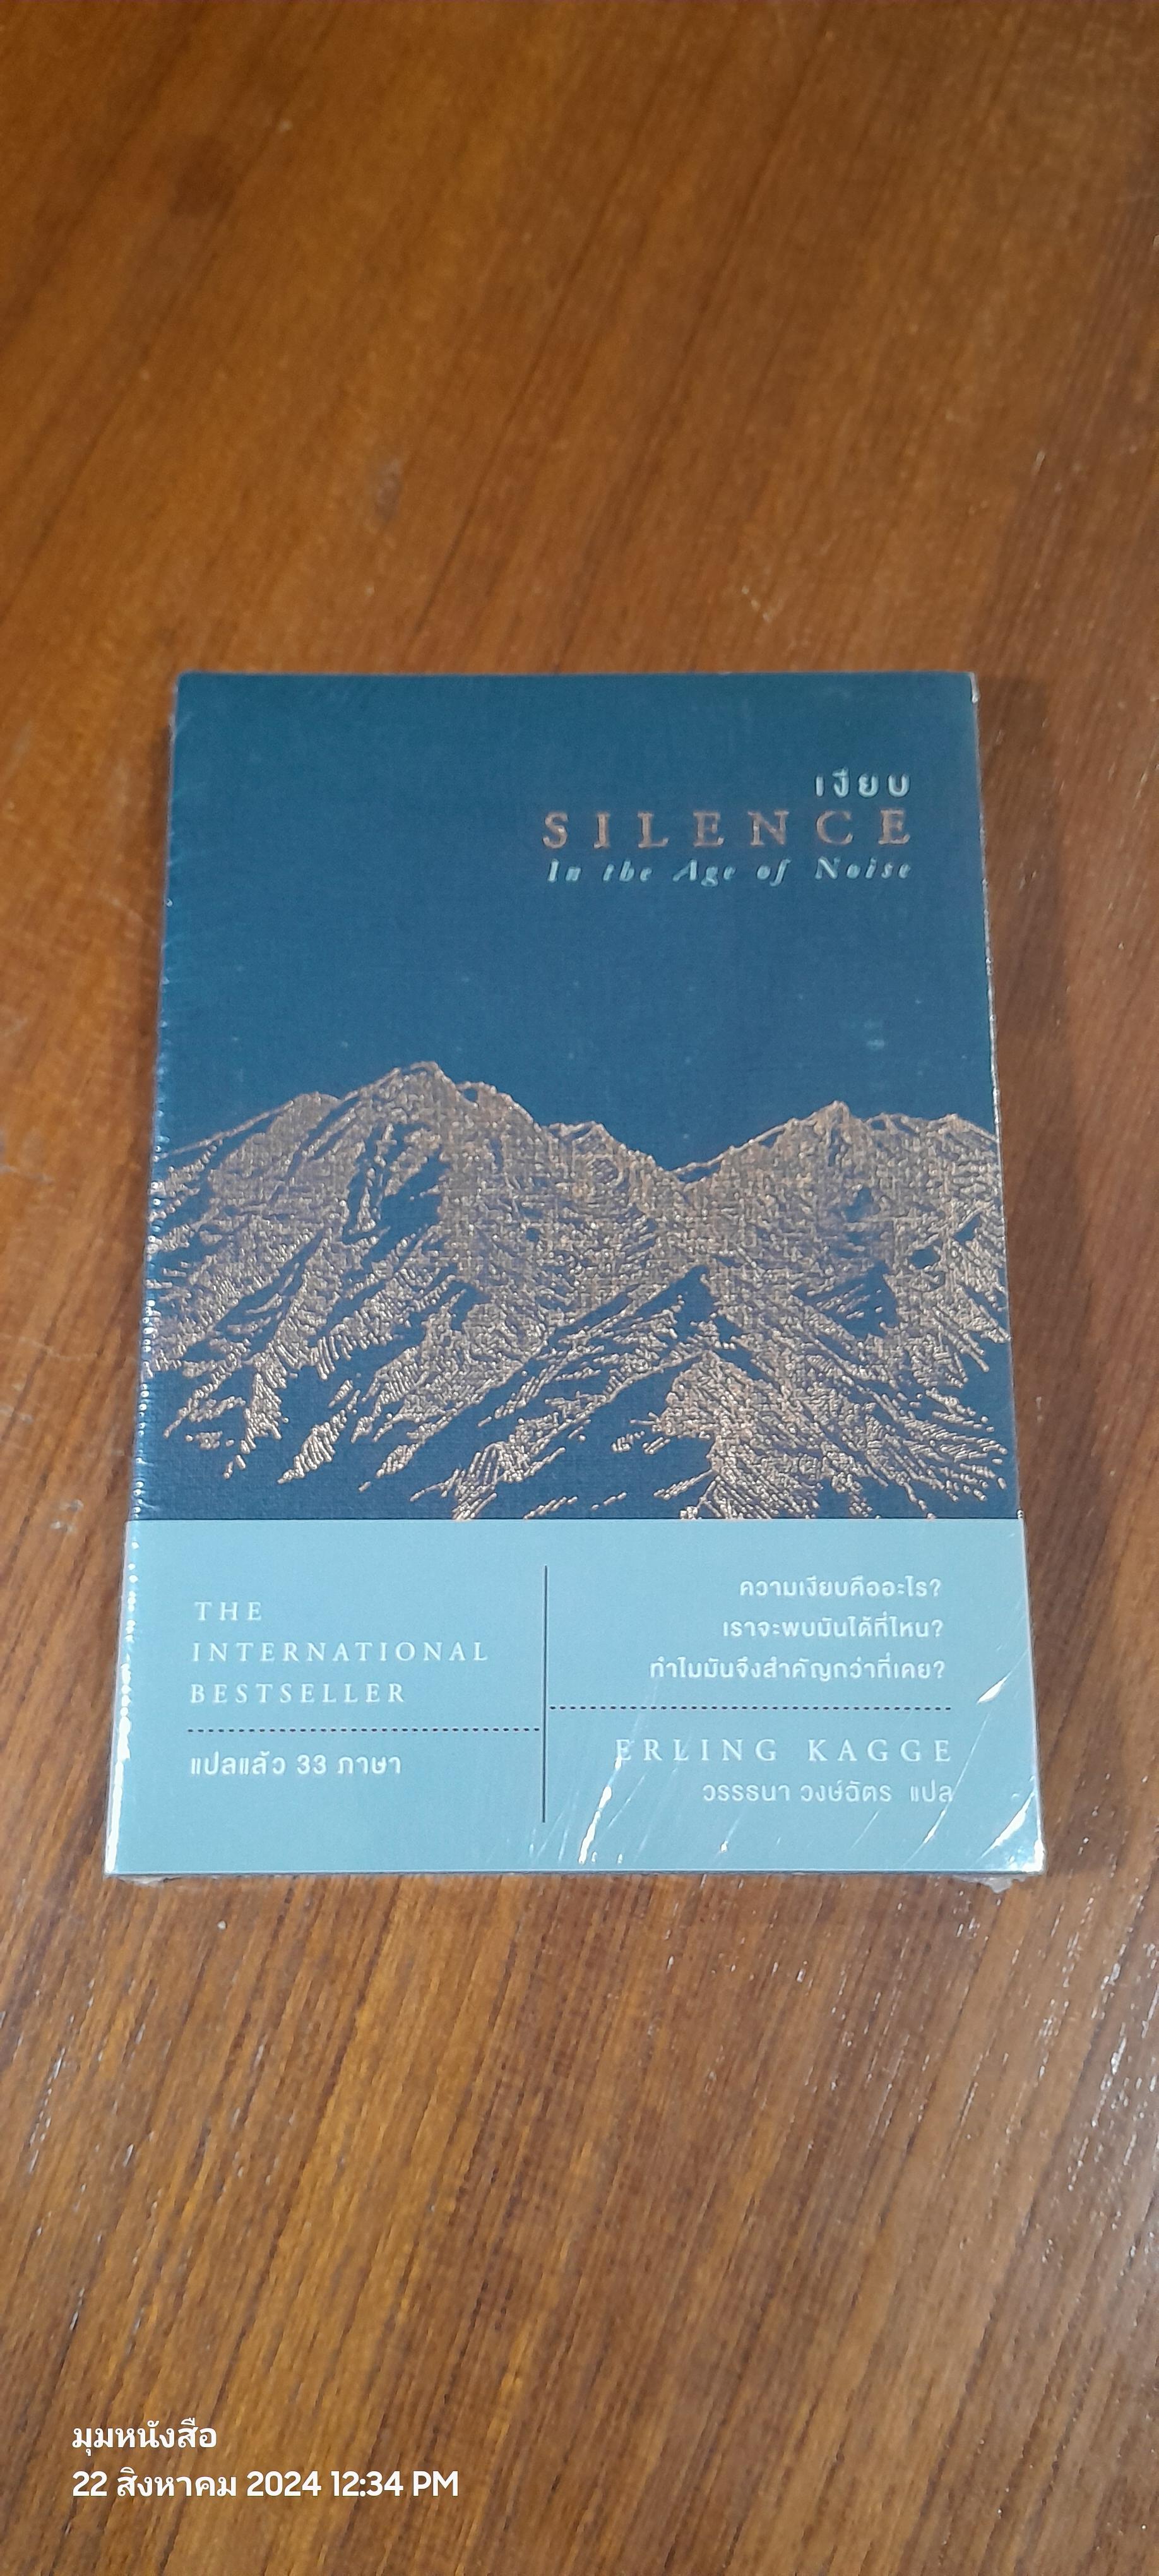 เงียบ
SILENCE
In the Age of Noise
THE
INTERNATIONAL
BESTSELLER
แปลแล้ว 33 ภาษา
ความเงียบคืออะไร?
เราจะพบมันได้ที่ไหน?
ทำไมมันจึงสำคัญกว่าที่เคย?
ERLING KAGGE
วรรธนา วงษ์ฉัตร แปล
มุมหนังสือ
22 สิงหาคม 2024 12:34 PM